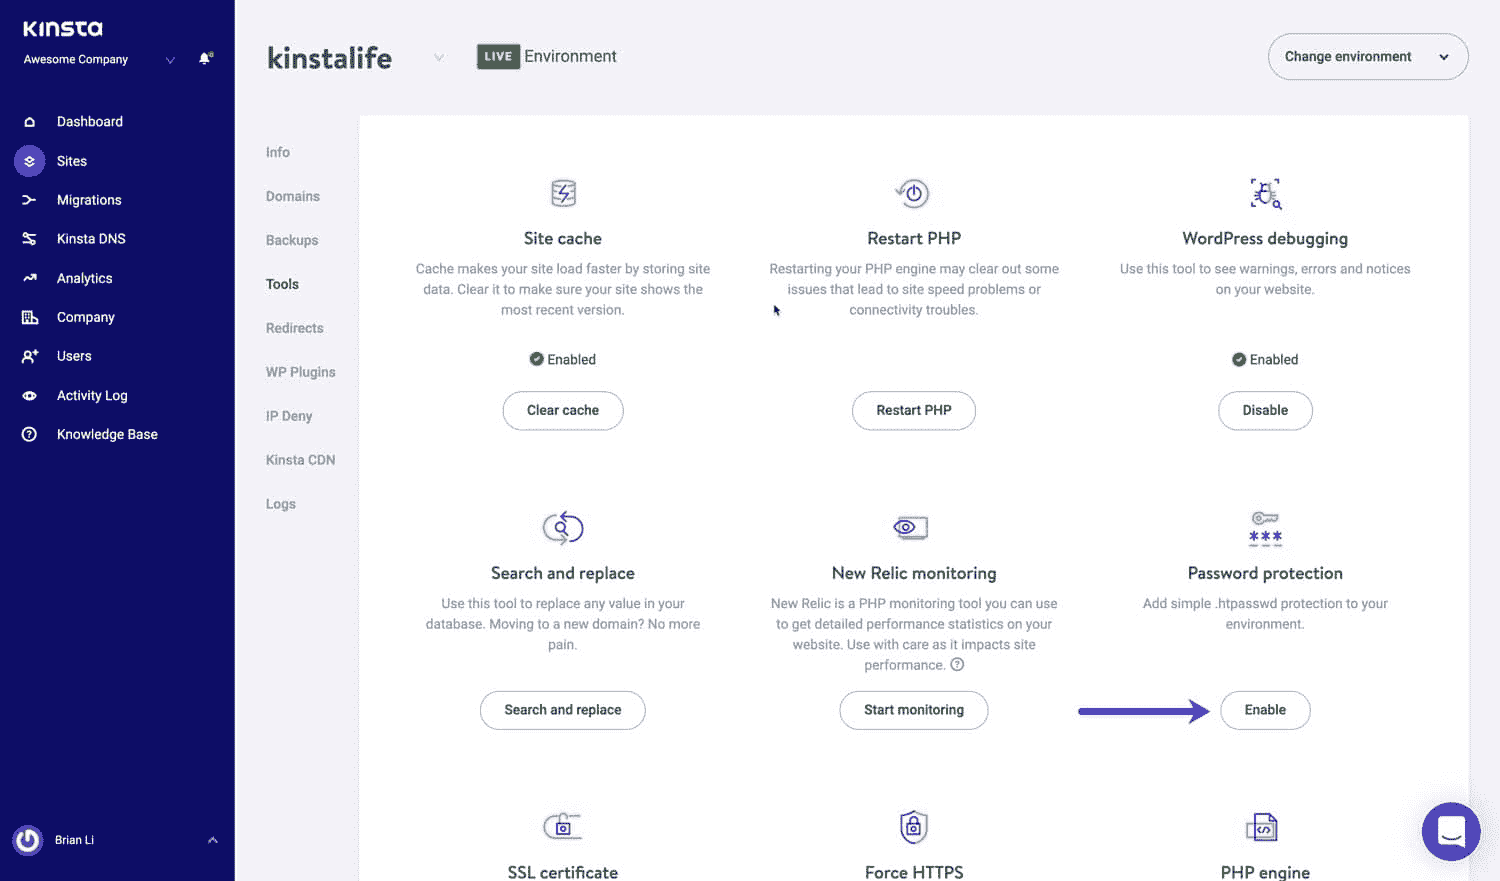 KINSTA
Awesome Company
Dashboard
Sites
Migrations
Kinsta DNS
Analytics
Company
Users
Activity Log
Knowledge Base
Brian Li
kinstalife
LIVE Environment
Change environment
Info
Domains
Backups
Tools
Redirects
WP Plugins
IP Deny
Kinsta CDN
Logs
Site cache
Cache makes your site load faster by storing site
data. Clear it to make sure your site shows the
most recent version.
Enabled
Clear cache
Restart PHP
Restarting your PHP engine may clear out some
issues that lead to site speed problems or
connectivity troubles.
Restart PHP
WordPress debugging
Use this tool to see warnings, errors and notices
on your website.
Enabled
Disable
Search and replace
Use this tool to replace any value in your
database. Moving to a new domain? No more
pain.
Search and replace
New Relic monitoring
New Relic is a PHP monitoring tool you can use
to get detailed performance statistics on your
website. Use with care as it impacts site
performance. ?
Start monitoring
Password protection
Add simple .htpasswd protection to your
environment.
Enable
SSL certificate
Force HTTPS
PHP engine